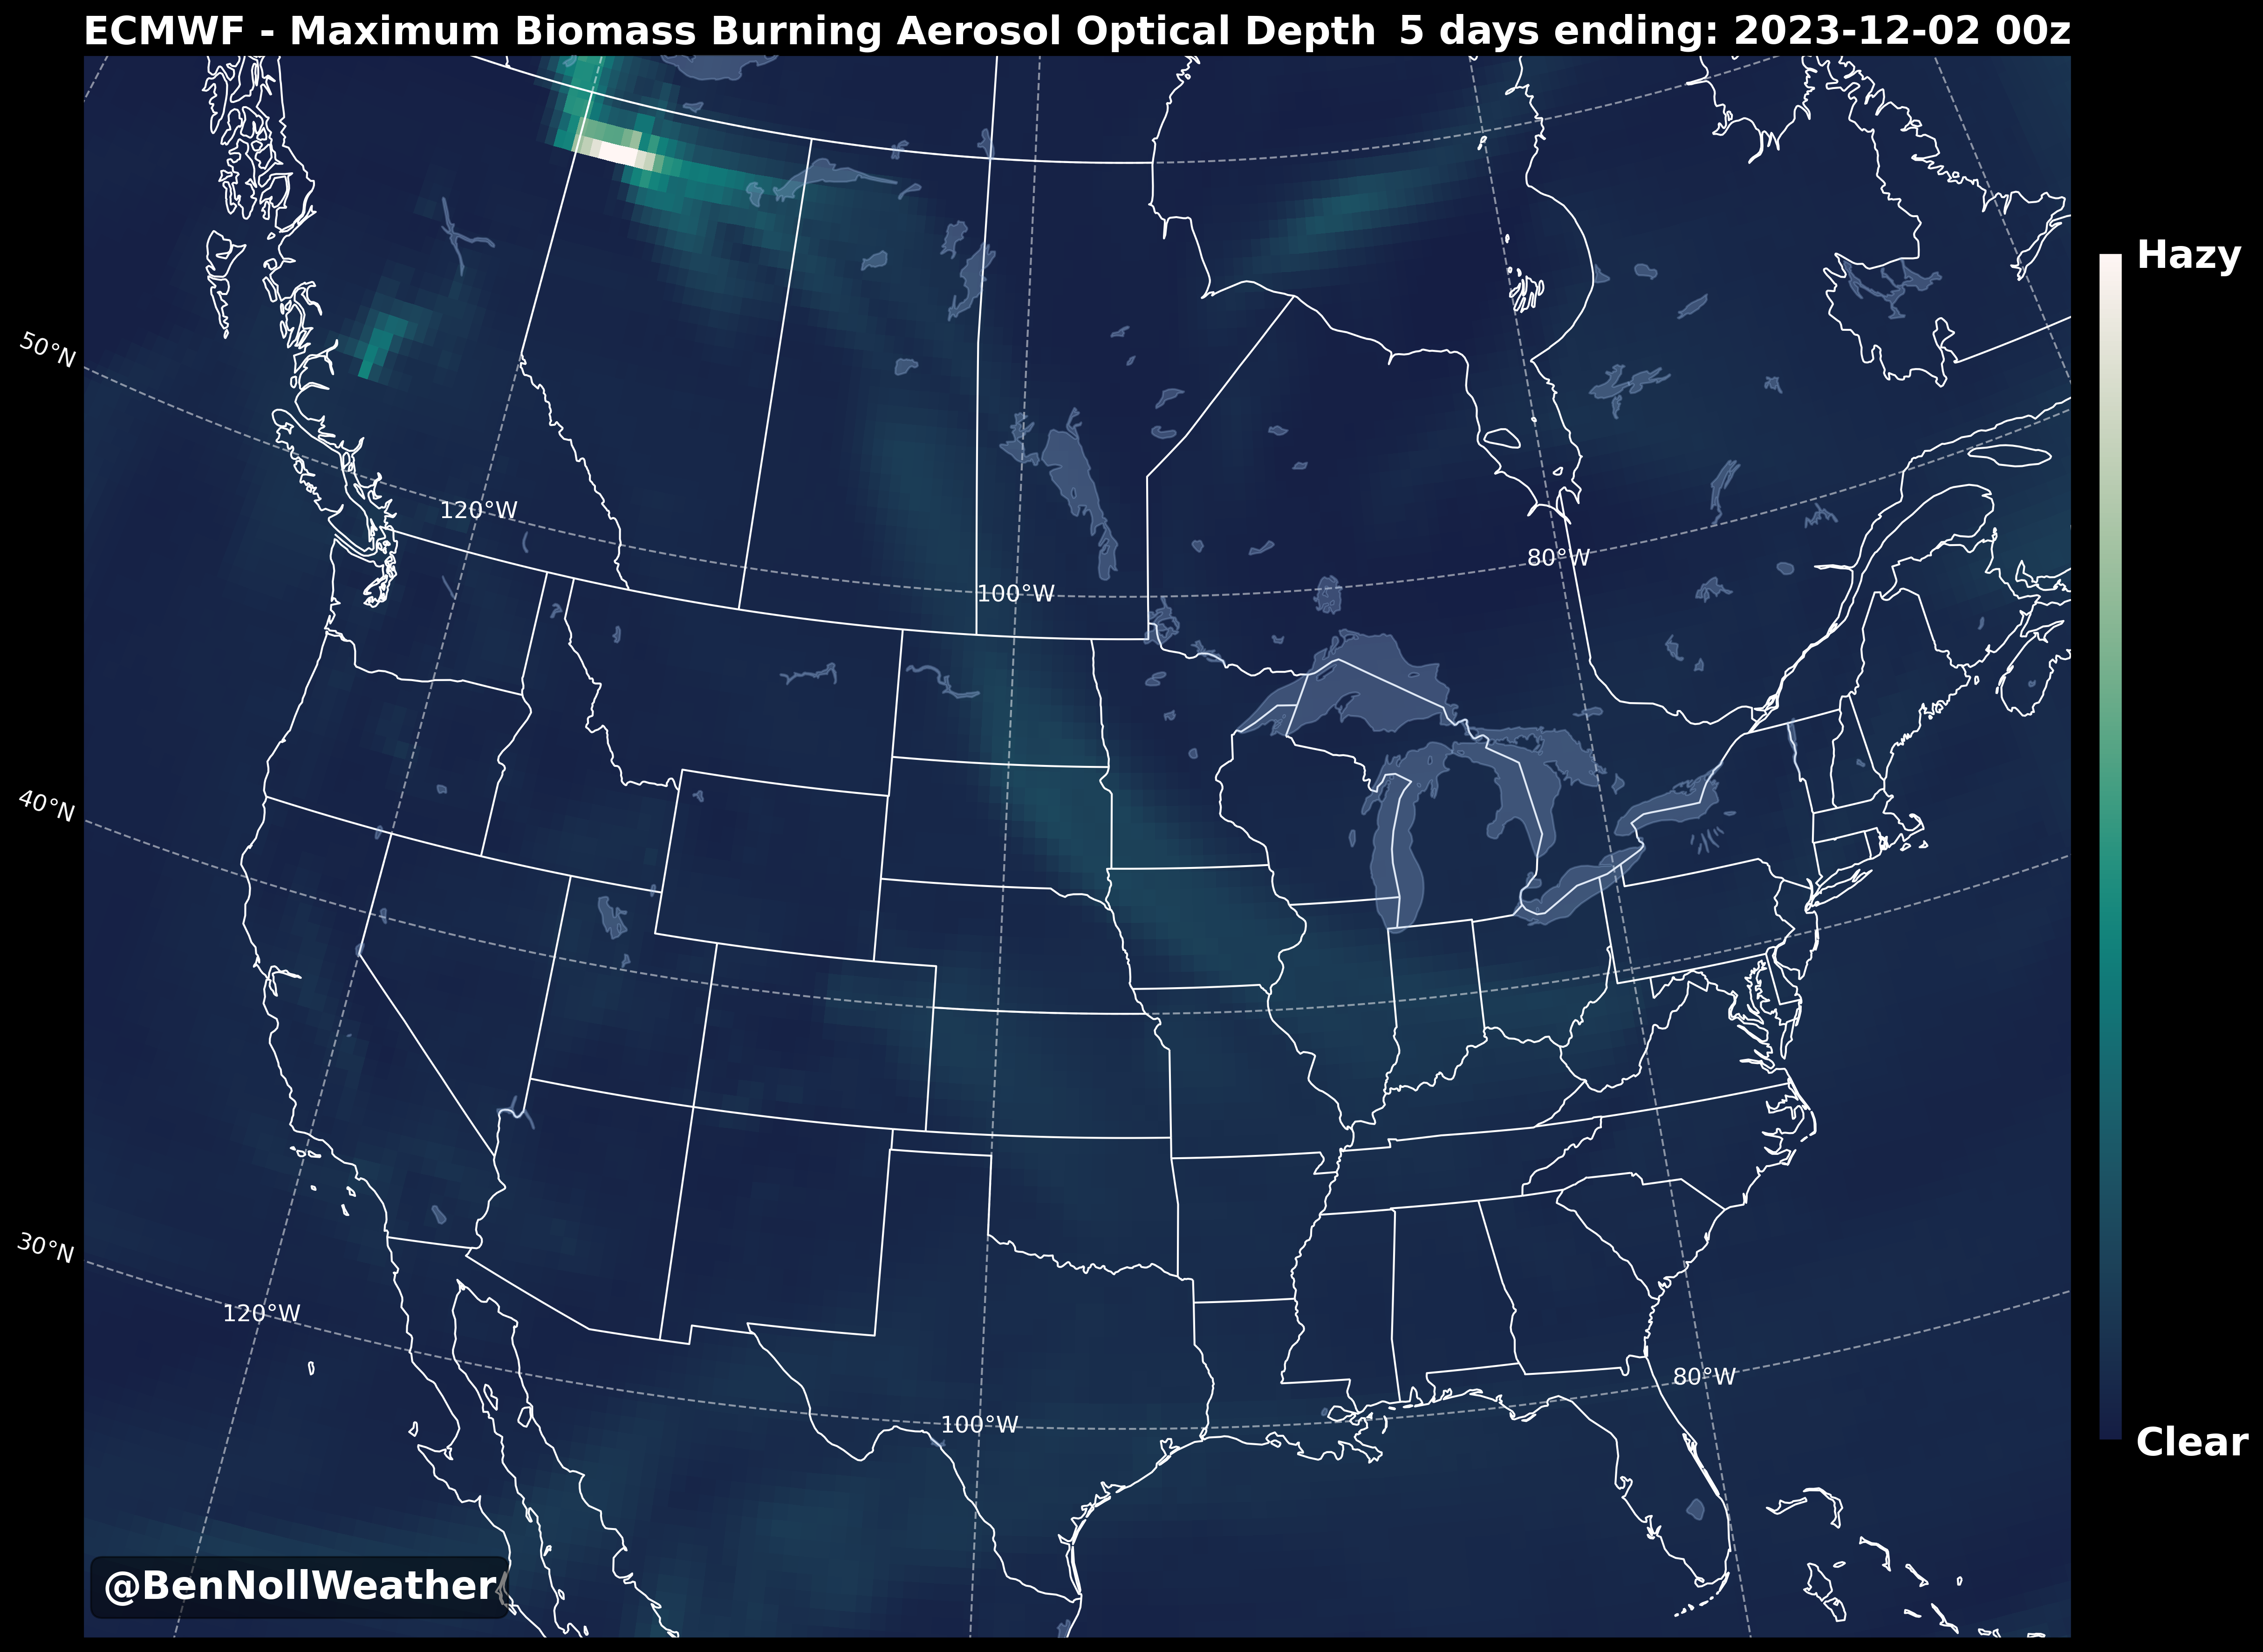 ECMWF - Maximum Biomass Burning Aerosol Optical Depth 5 days ending: 2023-12-02 00z
Hazy
50°N
120°W
80°W
100°W
40°N
30°N
120°W
80°W
100°W
Clear
@BenNollWeather